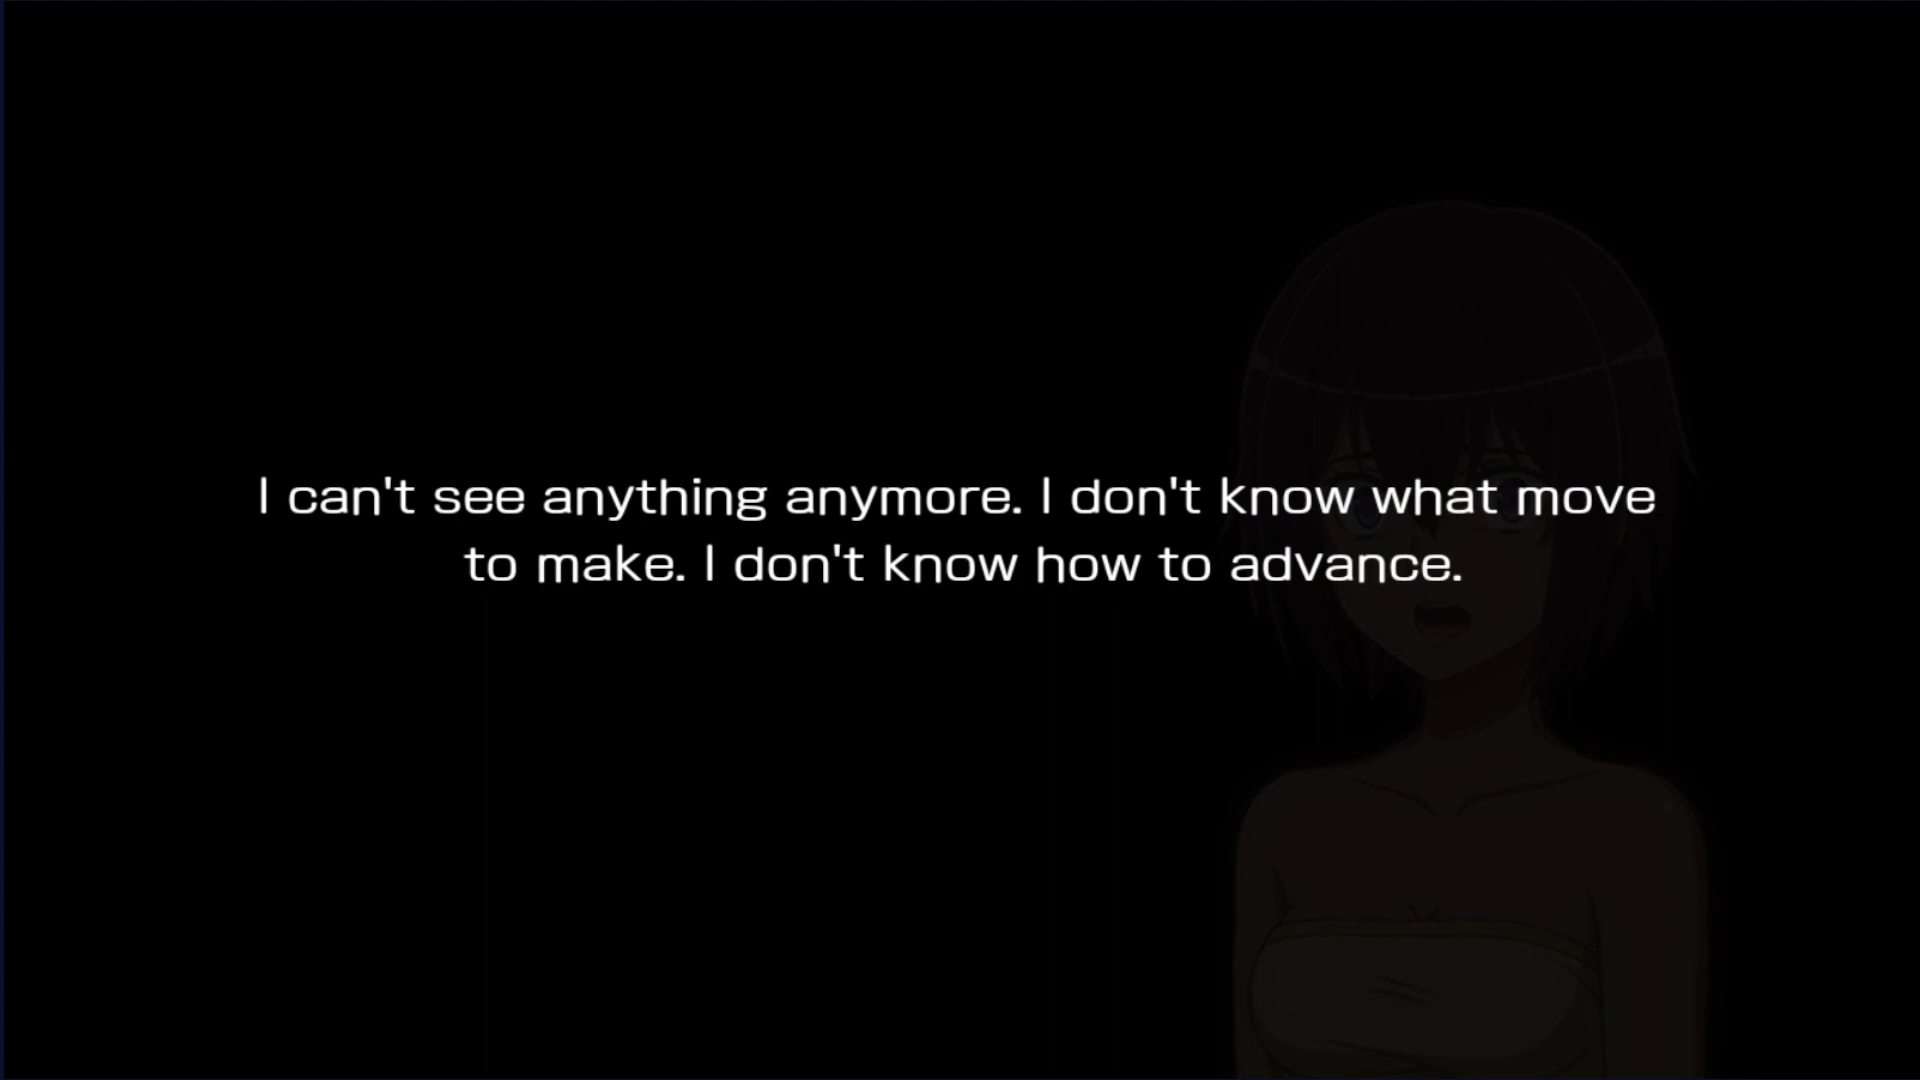 I can't see anything anymore. I don't know what move
to make. I don't know how to advance.